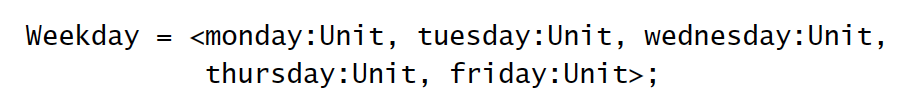 Weekday = <monday:Unit, tuesday:Unit, wednesday:Unit,
thursday:Unit, friday:Unit>;